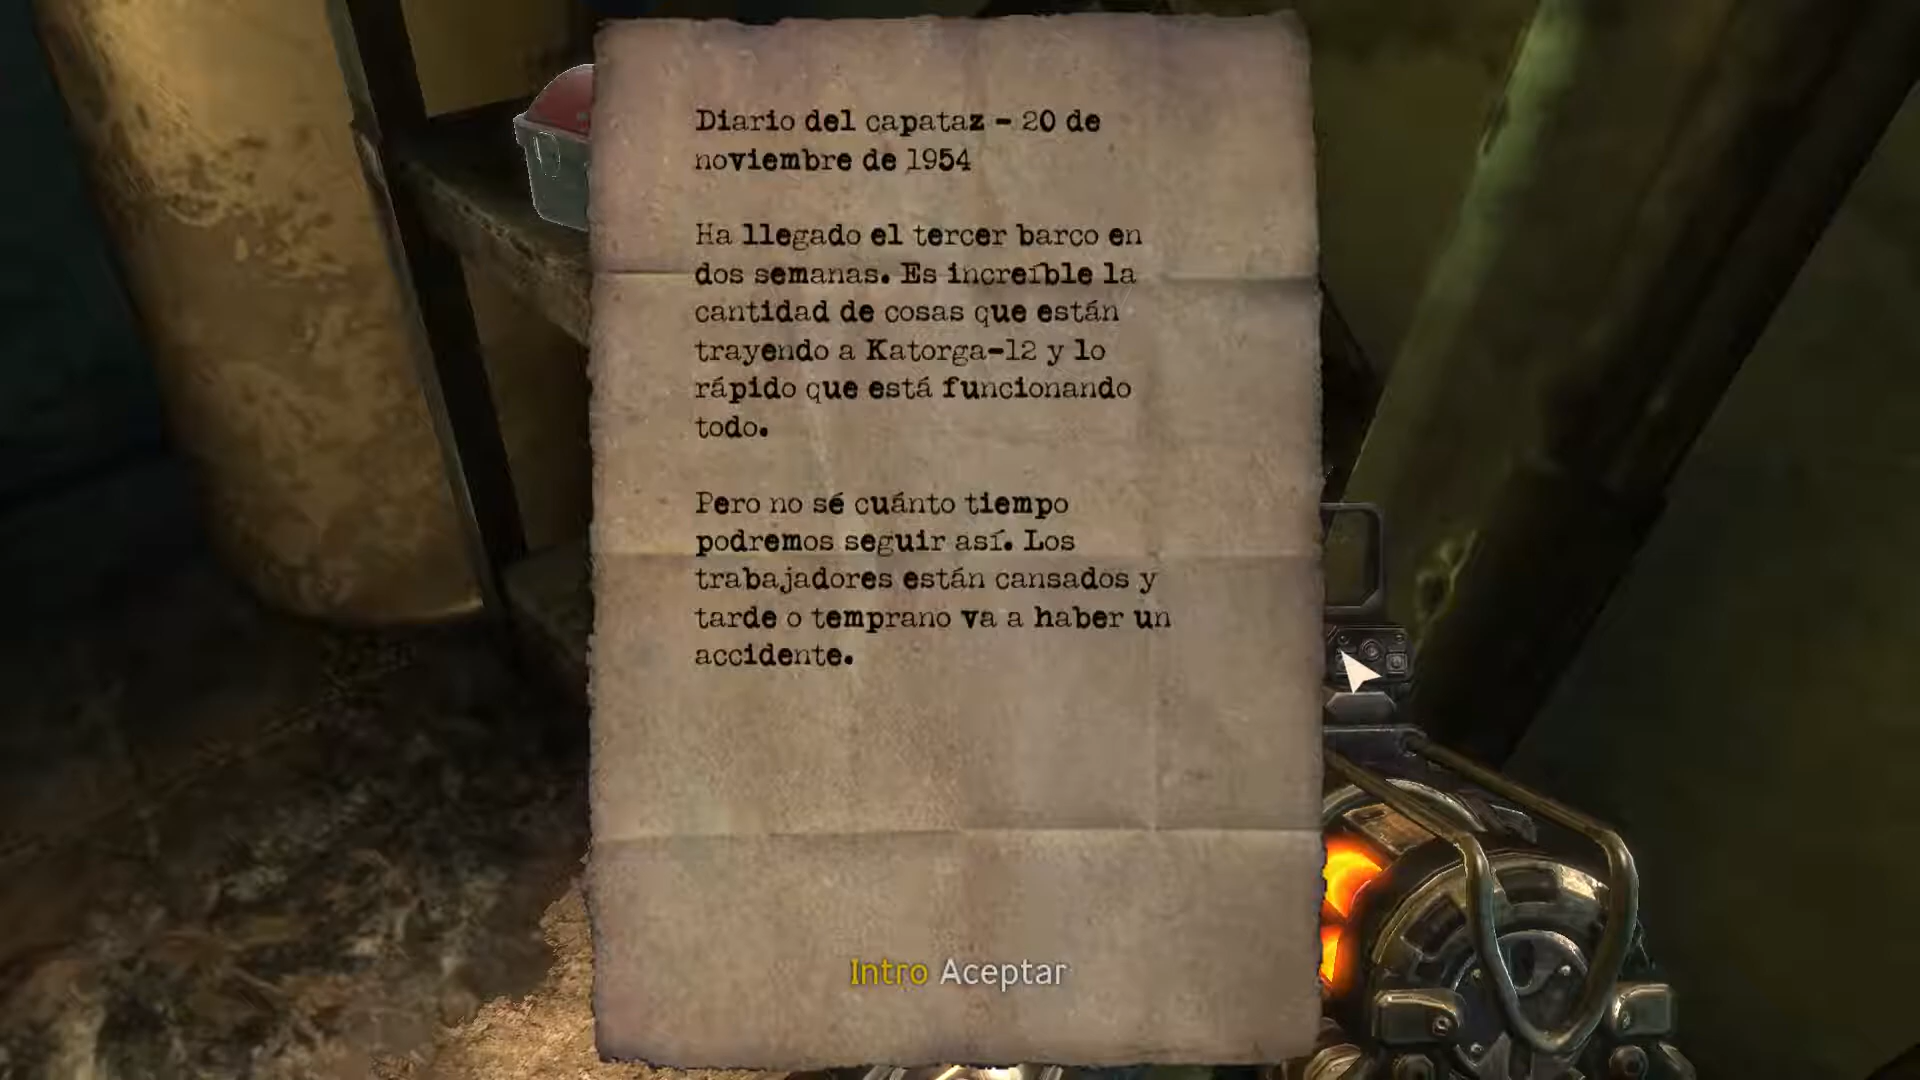 Diario del capataz - 20 de
noviembre de 1954
Ha llegado el tercer barco en
dos semanas. Es increíble la
cantidad de cosas que están
trayendo a Katorga-12 y lo
rápido que está funcionando
todo.
Pero no sé cuánto tiempo
podremos seguir así. Los
trabajadores están cansados y
tarde o temprano va a haber un
accidente.
Intro Aceptar